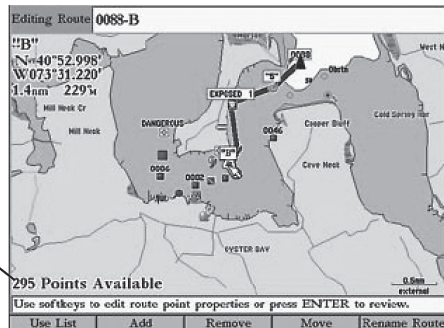 Editing Route 0088-B
"B"
N 40°52.998'
W073°31.220'
1.4nm 229°M
0088
"S"
Obstn
EXPOSED 1
Mill Neck Cr
DANGEROUS
Cooper Bluff
Cold Spring Har
Mill Neck
0046
"B"
Cove Neck
0006
0002
OYSTER BAY
295 Points Available
0.5nm
external
Use softkeys to edit route point properties or press ENTER to review.
Use List Add Remove Move Rename Route